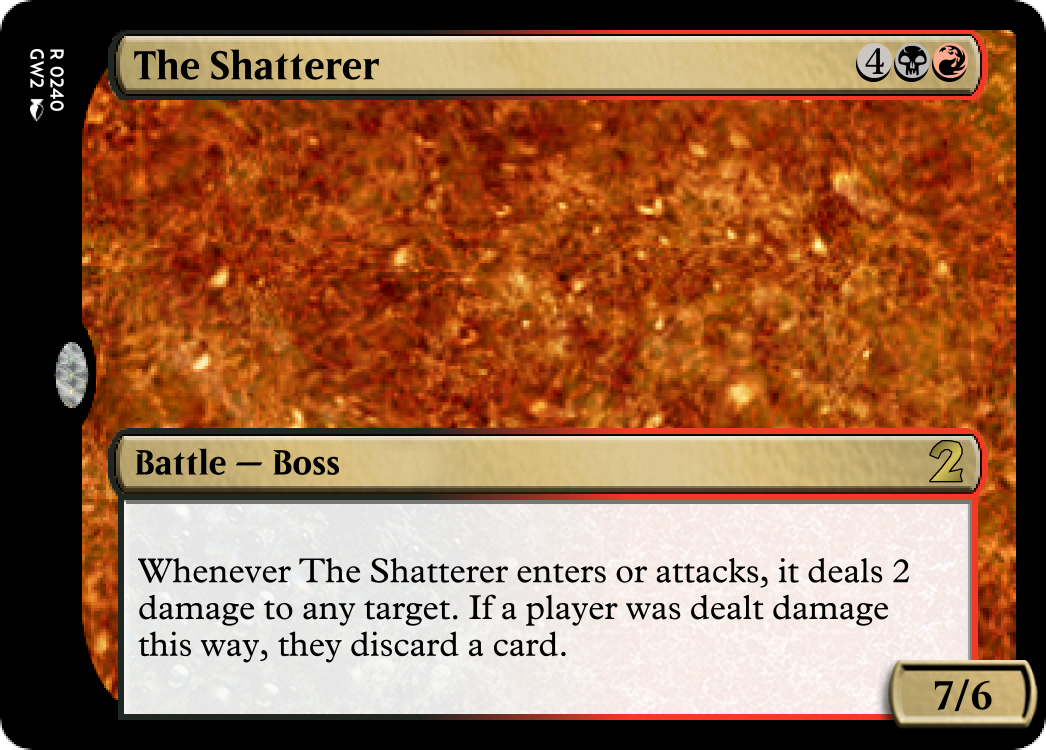 The Shatterer 4
R 0240
GW2
Battle — Boss 2
Whenever The Shatterer enters or attacks, it deals 2
damage to any target. If a player was dealt damage
this way, they discard a card.
7/6